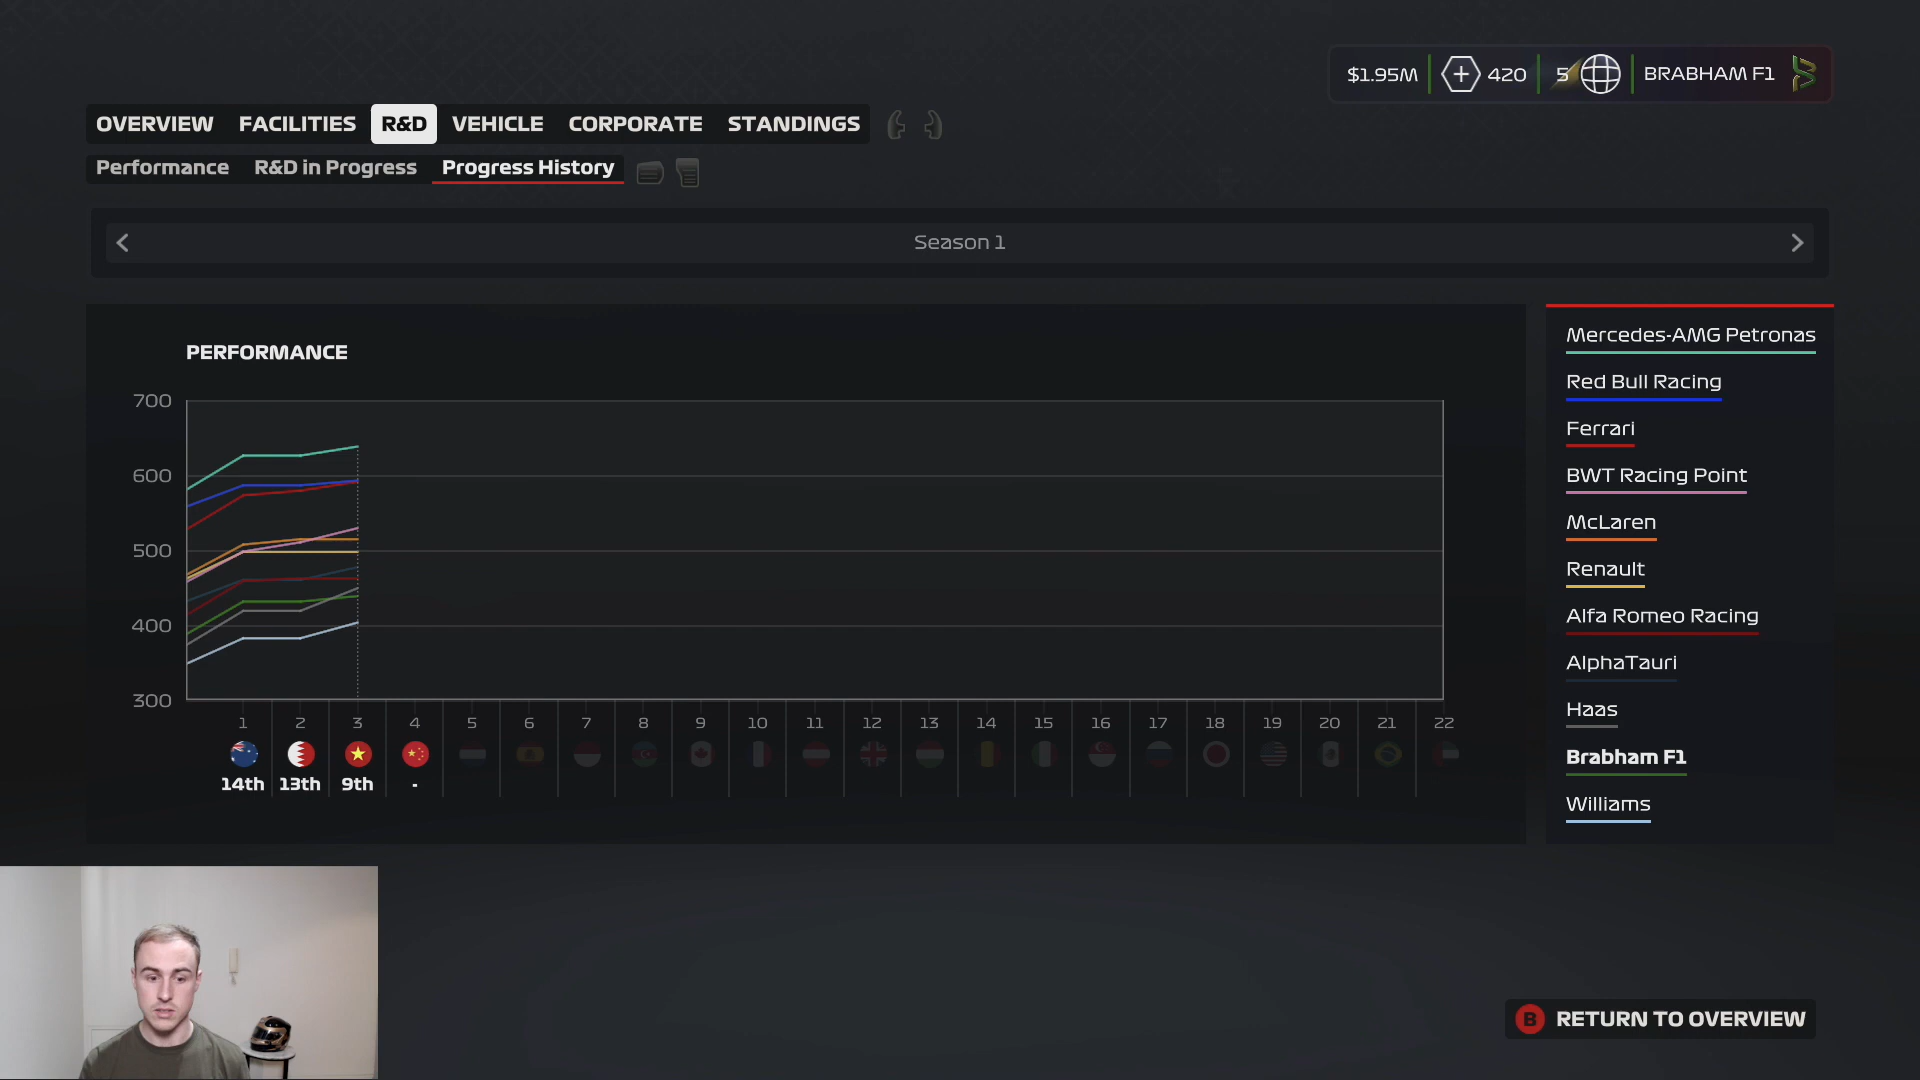 $1.95M 420 5 BRABHAM F1
OVERVIEW FACILITIES R&D VEHICLE CORPORATE STANDINGS
Performance R&D in Progress Progress History
Season 1
PERFORMANCE
700
600
500
400
300
1 2 3 4 5 6 7 8 9 10 11 12 13 14 15 16 17 18 19 20 21 22
14th 13th 9th -
Mercedes-AMG Petronas
Red Bull Racing
Ferrari
BWT Racing Point
McLaren
Renault
Alfa Romeo Racing
AlphaTauri
Haas
Brabham F1
Williams
B RETURN TO OVERVIEW